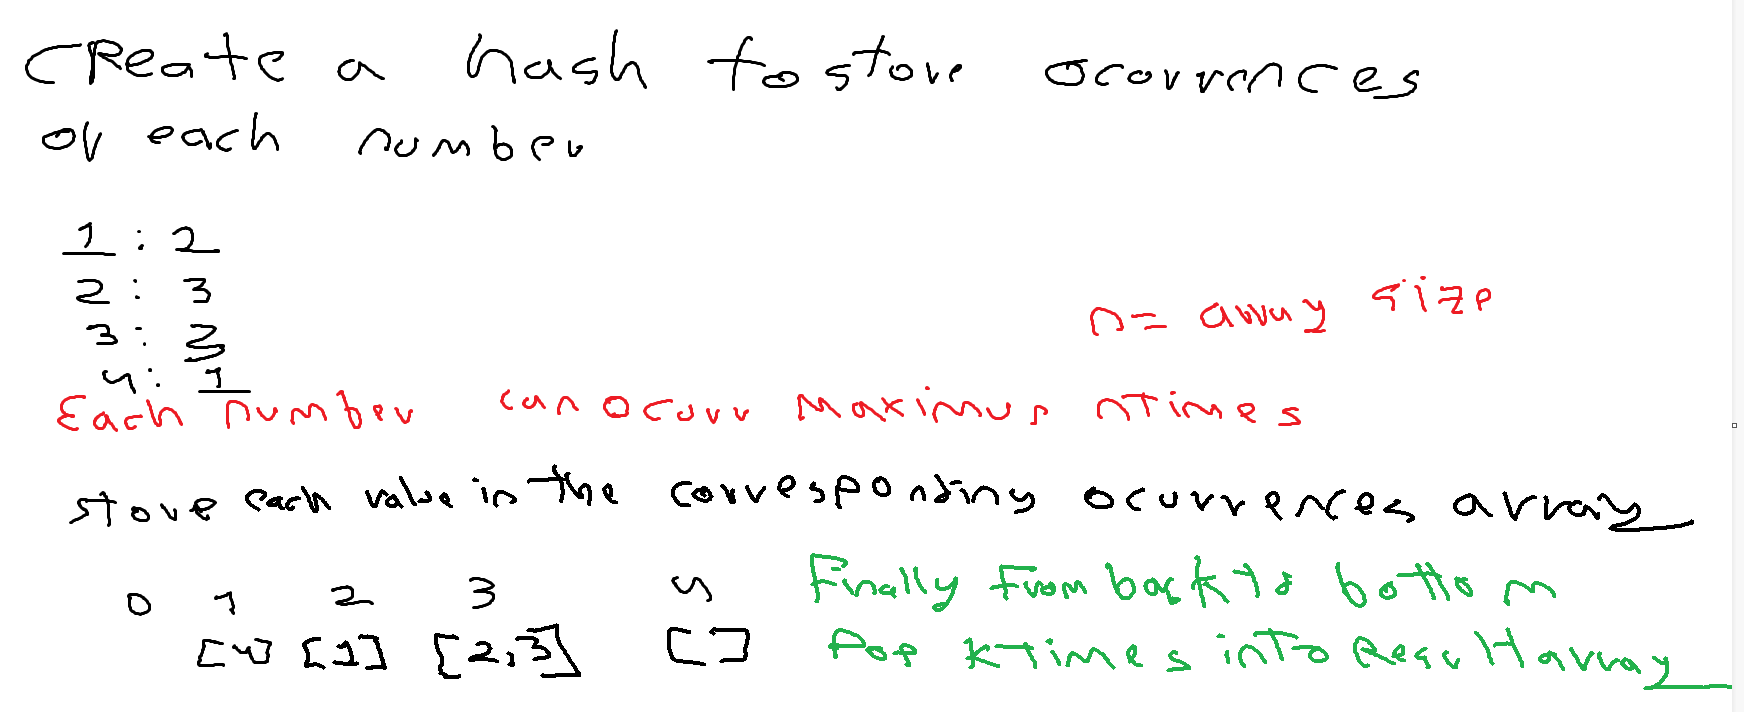 Create a hash to store ocorrences
of each number
1 : 2
2 : 3
3 : 3
n = array size
4 : 1
Each number can ocurr maximus n times
store each value in the corresponding ocurrences array
0 1 2 3 4
[4] [1] [2,3] []
Finally from back to bottom
Pop k times into Result array